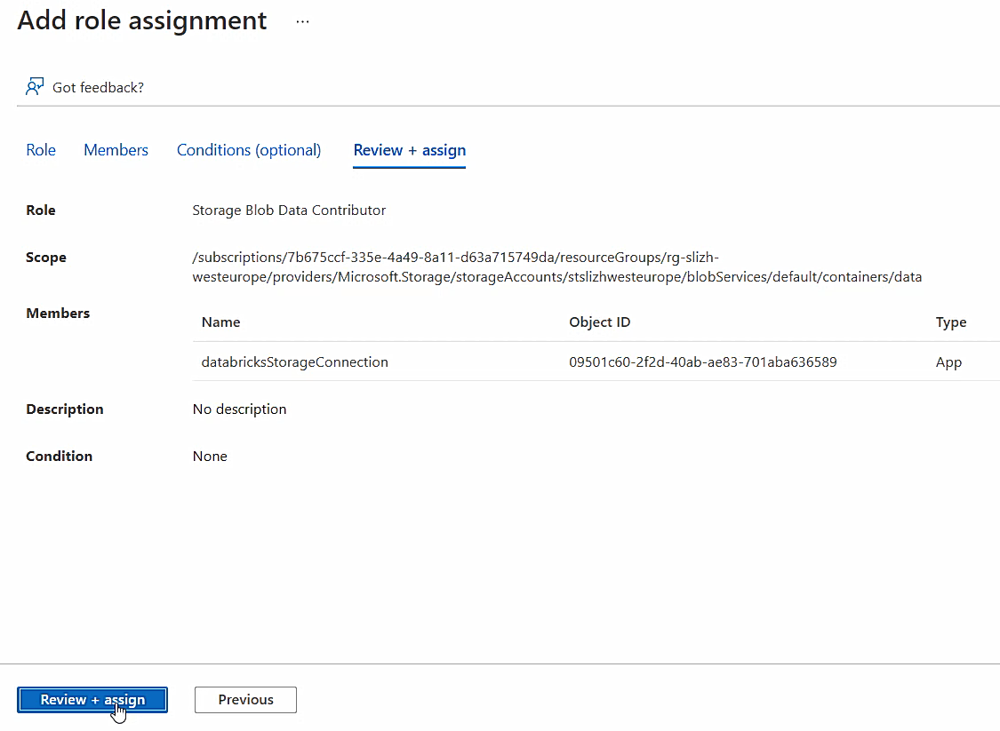 Add role assignment ...
Got feedback?
Role Members Conditions (optional) Review + assign
Role Storage Blob Data Contributor
Scope /subscriptions/7b675ccf-335e-4a49-8a11-d63a715749da/resourceGroups/rg-slizh-
westeurope/providers/Microsoft.Storage/storageAccounts/stslizhwesteurope/blobServices/default/containers/data
Members
Name Object ID Type
databricksStorageConnection 09501c60-2f2d-40ab-ae83-701aba636589 App
Description No description
Condition None
Review + assign Previous